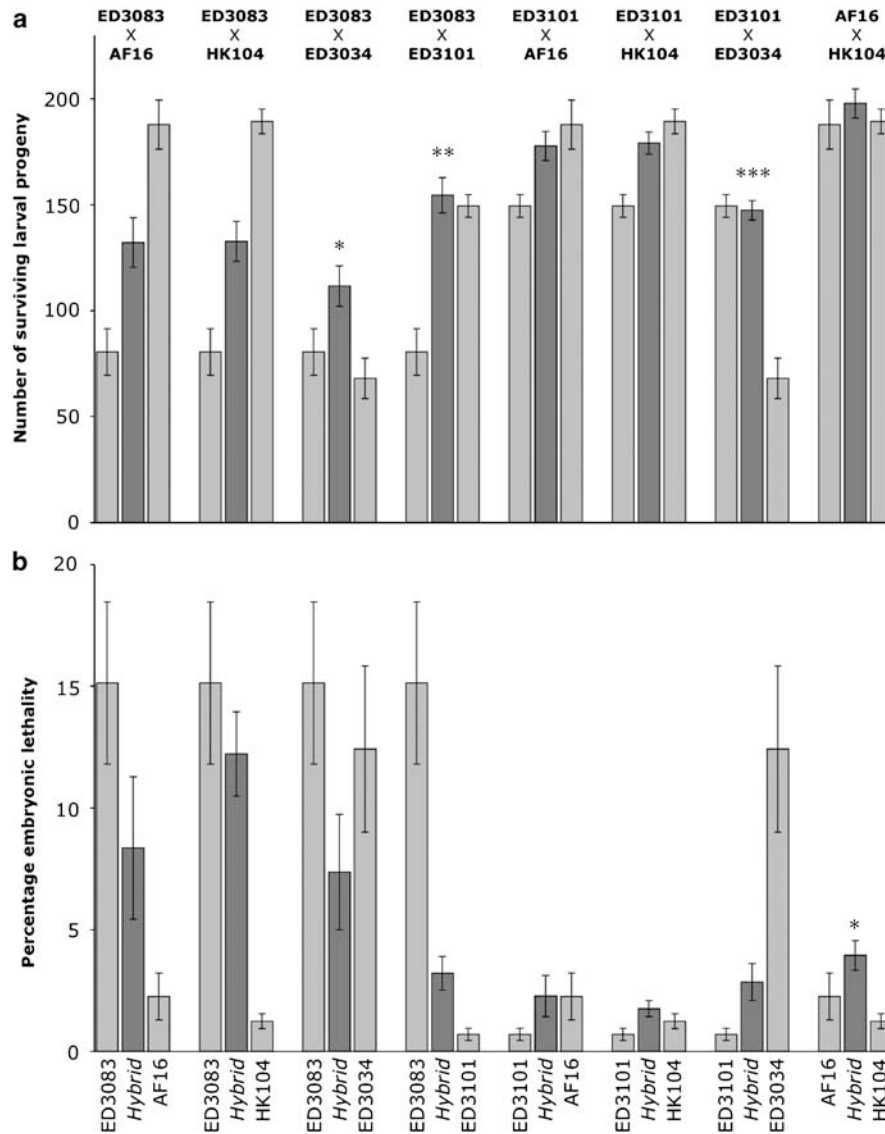 a
ED3083 ED3083 ED3083 ED3083 ED3101 ED3101 ED3101 AF16
X X X X X X X X
AF16 HK104 ED3034 ED3101 AF16 HK104 ED3034 HK104
Number of surviving larval progeny
200
150
100
50
0
*
**
***
b
Percentage embryonic lethality
20
15
10
5
0
*
ED3083 Hybrid AF16 ED3083 Hybrid HK104 ED3083 Hybrid ED3034 ED3083 Hybrid ED3101 ED3101 Hybrid AF16 ED3101 Hybrid HK104 ED3101 Hybrid ED3034 AF16 Hybrid HK104